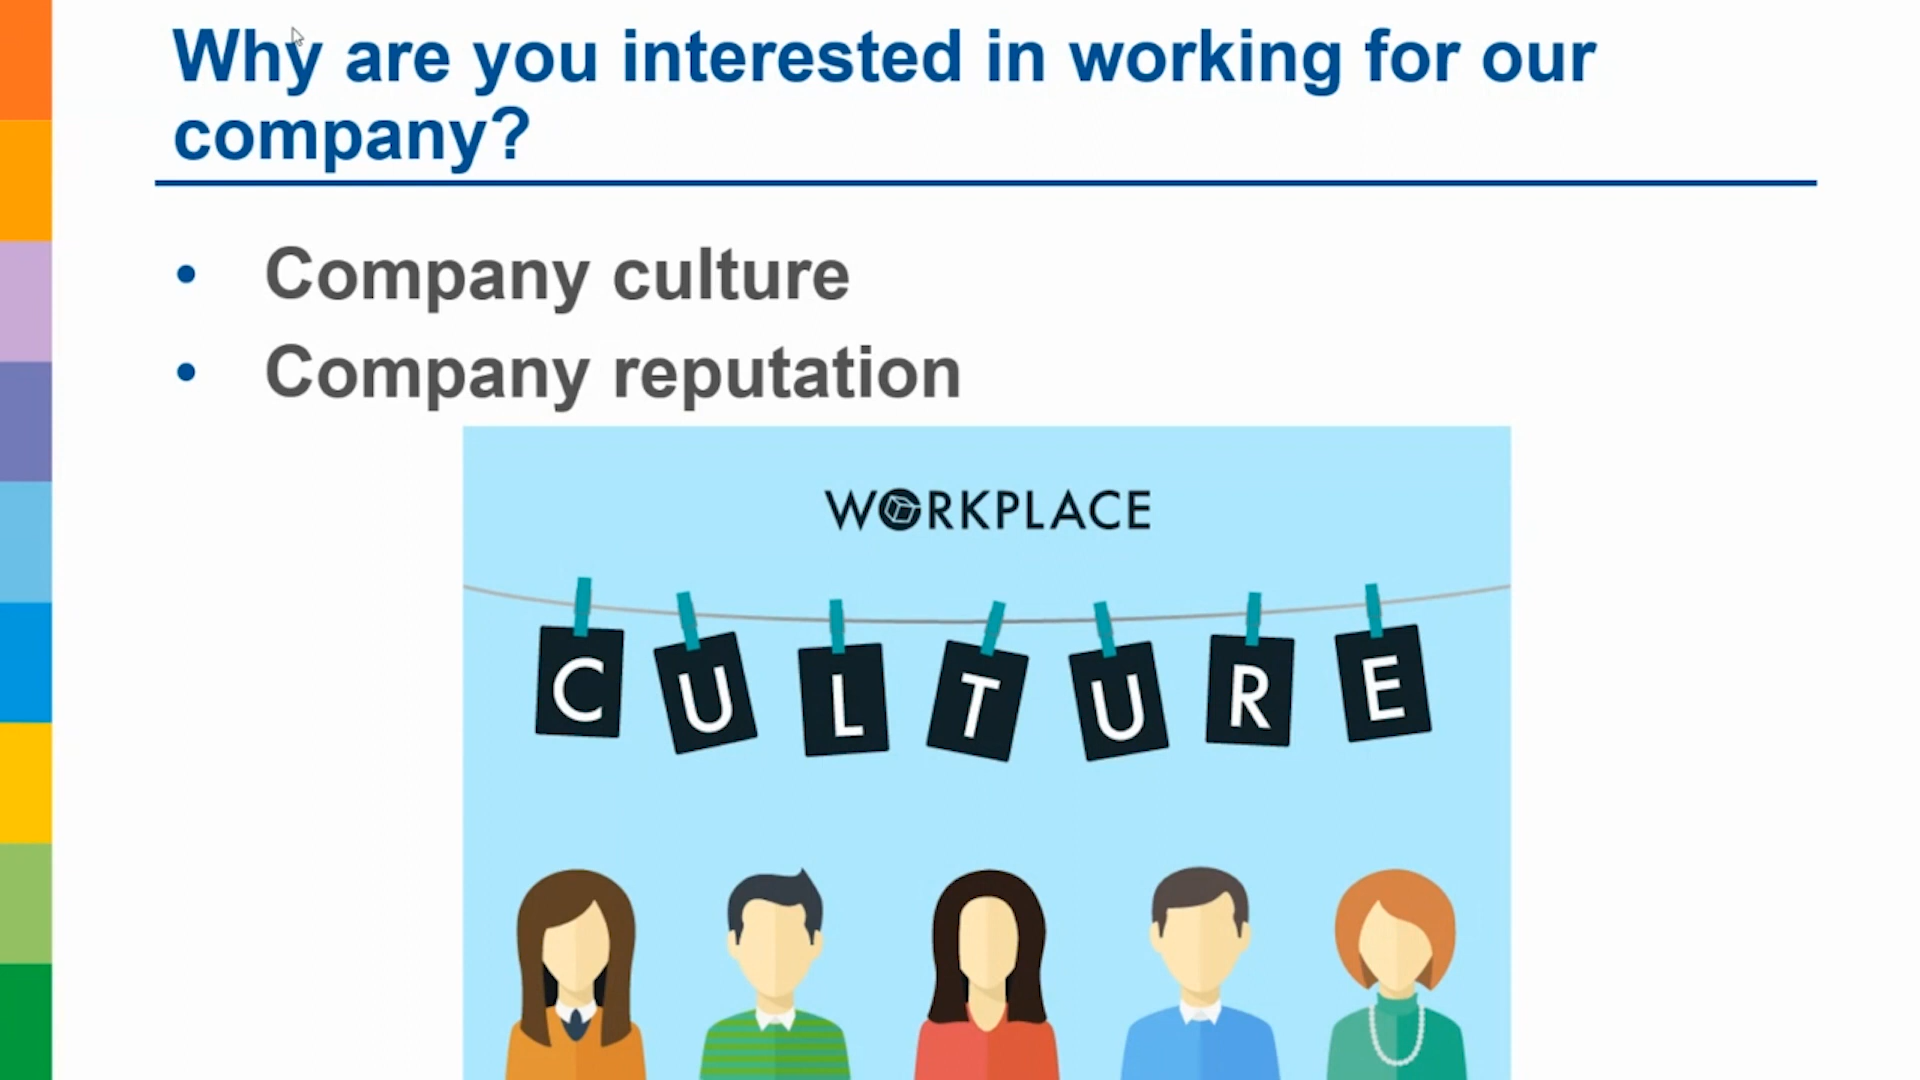 Why are you interested in working for our
company?
• Company culture
• Company reputation
WORKPLACE
CULTURE